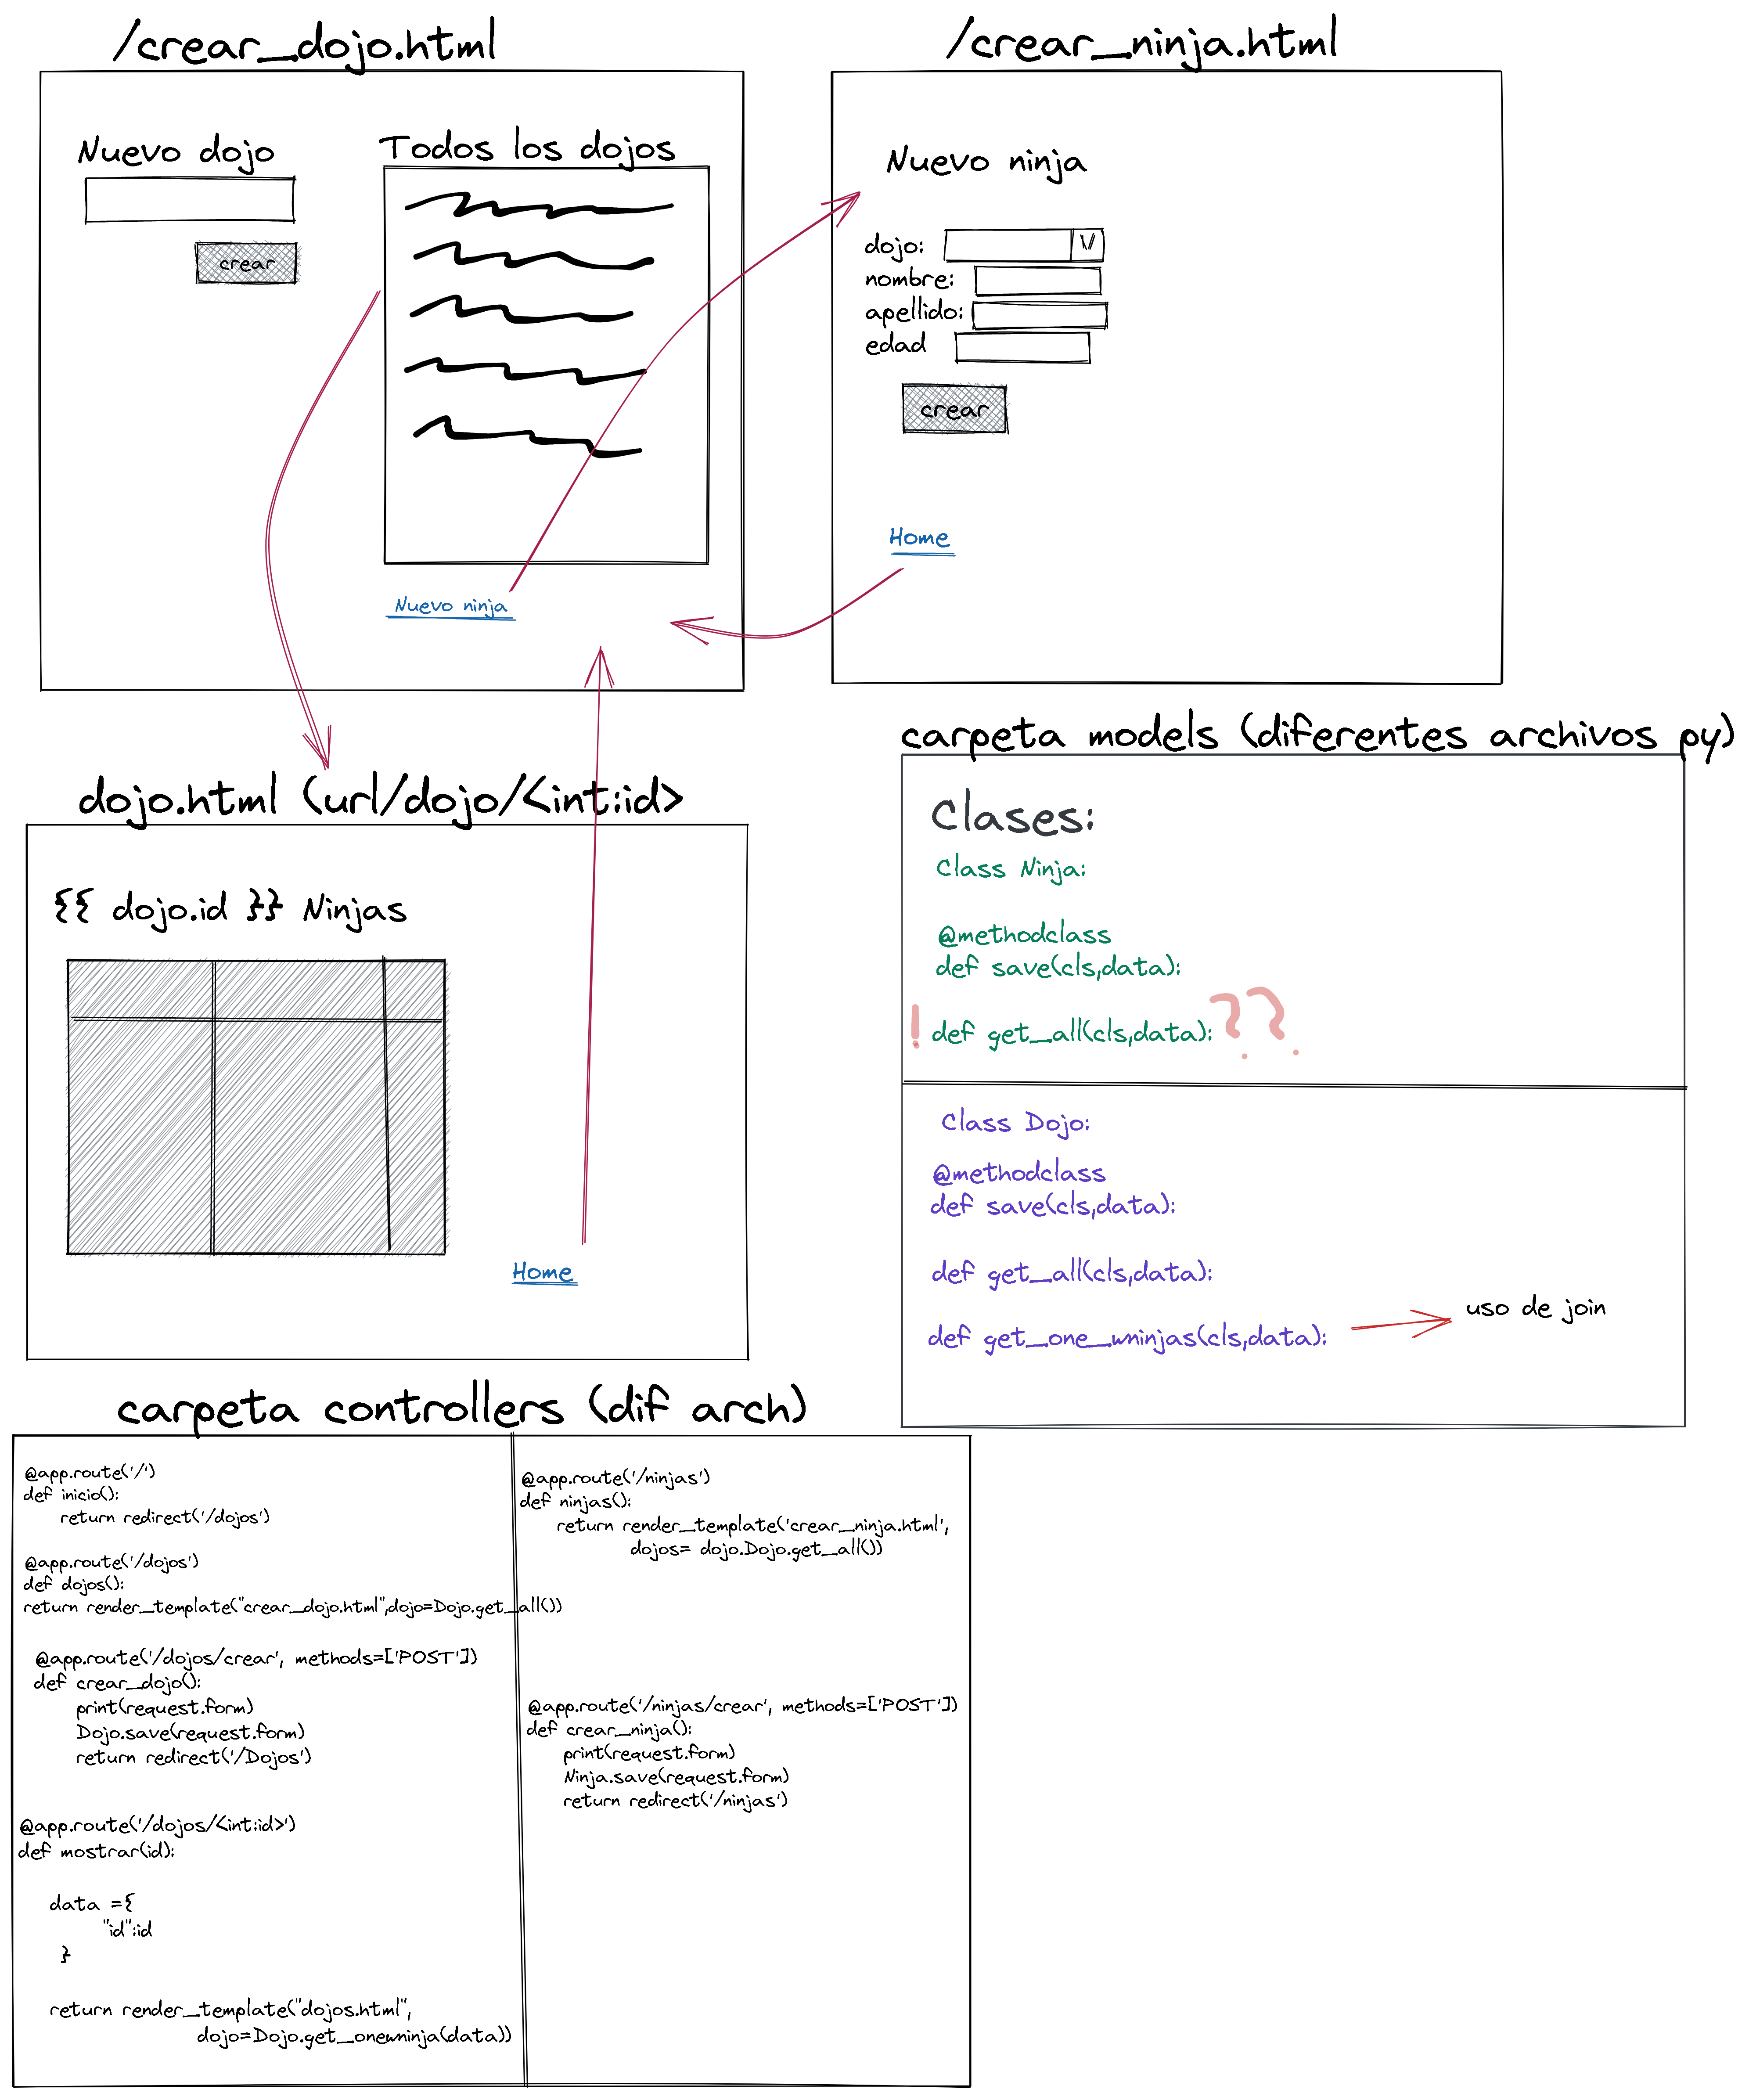 /crear_dojo.html
Nuevo dojo
crear
Todos los dojos
Nuevo ninja
/crear_ninja.html
Nuevo ninja
dojo:
nombre:
apellido:
edad
crear
Home
dojo.html (url/dojo/<int:id>
{{ dojo.id }} Ninjas
Home
carpeta models (diferentes archivos py)
Clases:
Class Ninja:
@methodclass
def save(cls,data):
! def get_all(cls,data): ??
Class Dojo:
@methodclass
def save(cls,data):
def get_all(cls,data):
def get_one_wninjas(cls,data):
uso de join
carpeta controllers (dif arch)
@app.route('/')
def inicio():
return redirect('/dojos')
@app.route('/dojos')
def dojos():
return render_template("crear_dojo.html",dojo=Dojo.get_all())
@app.route('/dojos/crear', methods=['POST'])
def crear_dojo():
print(request.form)
Dojo.save(request.form)
return redirect('/Dojos')
@app.route('/dojos/<int:id>')
def mostrar(id):
data ={
"id":id
}
return render_template("dojos.html",
dojo=Dojo.get_onewninja(data))
@app.route('/ninjas')
def ninjas():
return render_template('crear_ninja.html',
dojos= dojo.Dojo.get_all())
@app.route('/ninjas/crear', methods=['POST'])
def crear_ninja():
print(request.form)
Ninja.save(request.form)
return redirect('/ninjas')